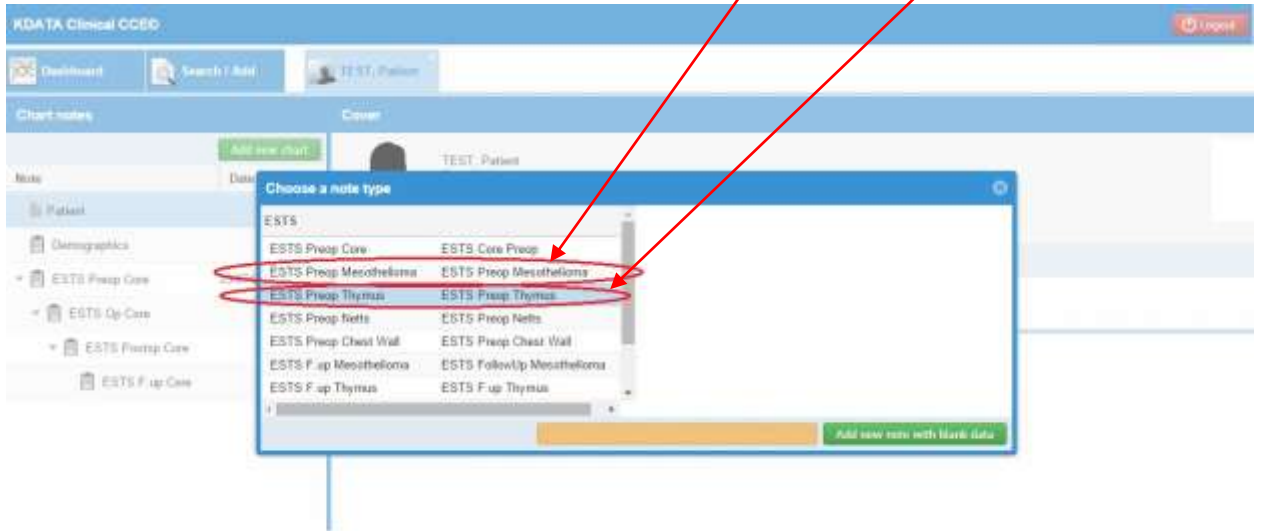 KDATA Clinical CCED
Logout
Dashboard
Search / Add
TEST, Patient
Chart notes
Cover
Add new chart
TEST, Patient
Note
Choose a note type
Patient
ESTS
Demographics
ESTS Preop Core ESTS Core Preop
ESTS Preop Mesothelioma ESTS Preop Mesothelioma
ESTS Preop Core
ESTS Preop Thymus ESTS Preop Thymus
ESTS Op Core
ESTS Preop Netts ESTS Preop Netts
ESTS Preop Chest Wall ESTS Preop Chest Wall
ESTS Postop Core
ESTS F.up Mesothelioma ESTS FollowUp Mesothelioma
ESTS F.up Core
ESTS F.up Thymus ESTS F.up Thymus
Add new note with blank data